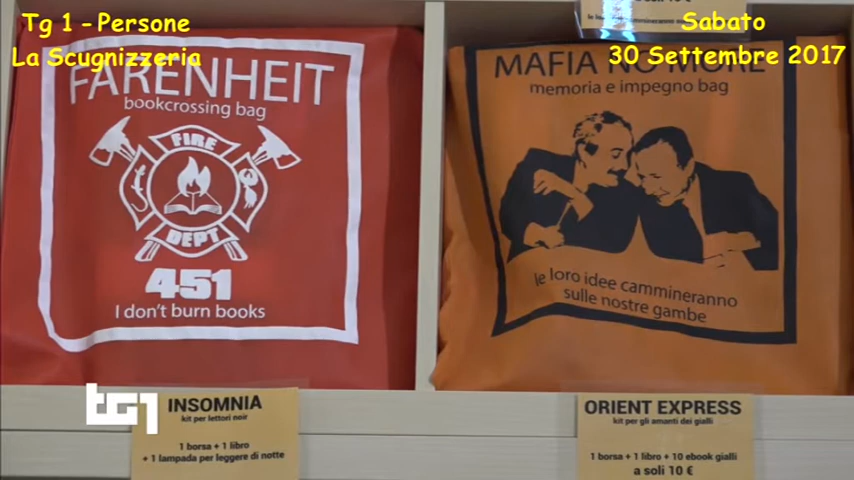 Tg 1 - Persone
La Scugnizzeria
Sabato
30 Settembre 2017
FARENHEIT
bookcrossing bag
FIRE
DEPT
451
I don't burn books
MAFIA NO MORE
memoria e impegno bag
le loro idee cammineranno
sulle nostre gambe
tg1
INSOMNIA
kit per lettori noir
1 borsa + 1 libro
+ 1 lampada per leggere di notte
ORIENT EXPRESS
kit per gli amanti dei gialli
1 borsa + 1 libro + 10 ebook gialli
a soli 10 €